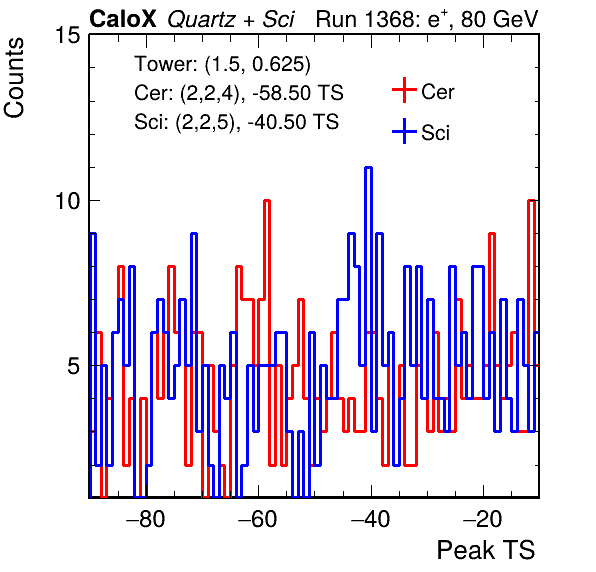 CaloX Quartz + Sci Run 1368: e+, 80 GeV
Counts
15
10
5
Tower: (1.5, 0.625)
Cer: (2,2,4), -58.50 TS
Sci: (2,2,5), -40.50 TS
Cer
Sci
−80 −60 −40 −20
Peak TS